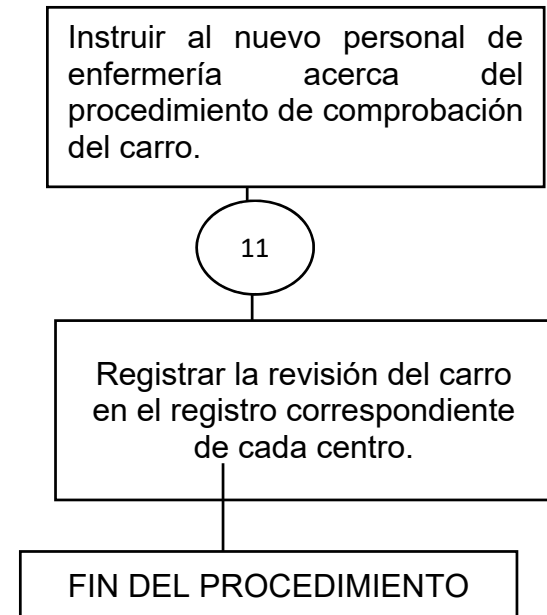 Instruir al nuevo personal de
enfermería acerca del
procedimiento de comprobación
del carro.
11
Registrar la revisión del carro
en el registro correspondiente
de cada centro.
FIN DEL PROCEDIMIENTO